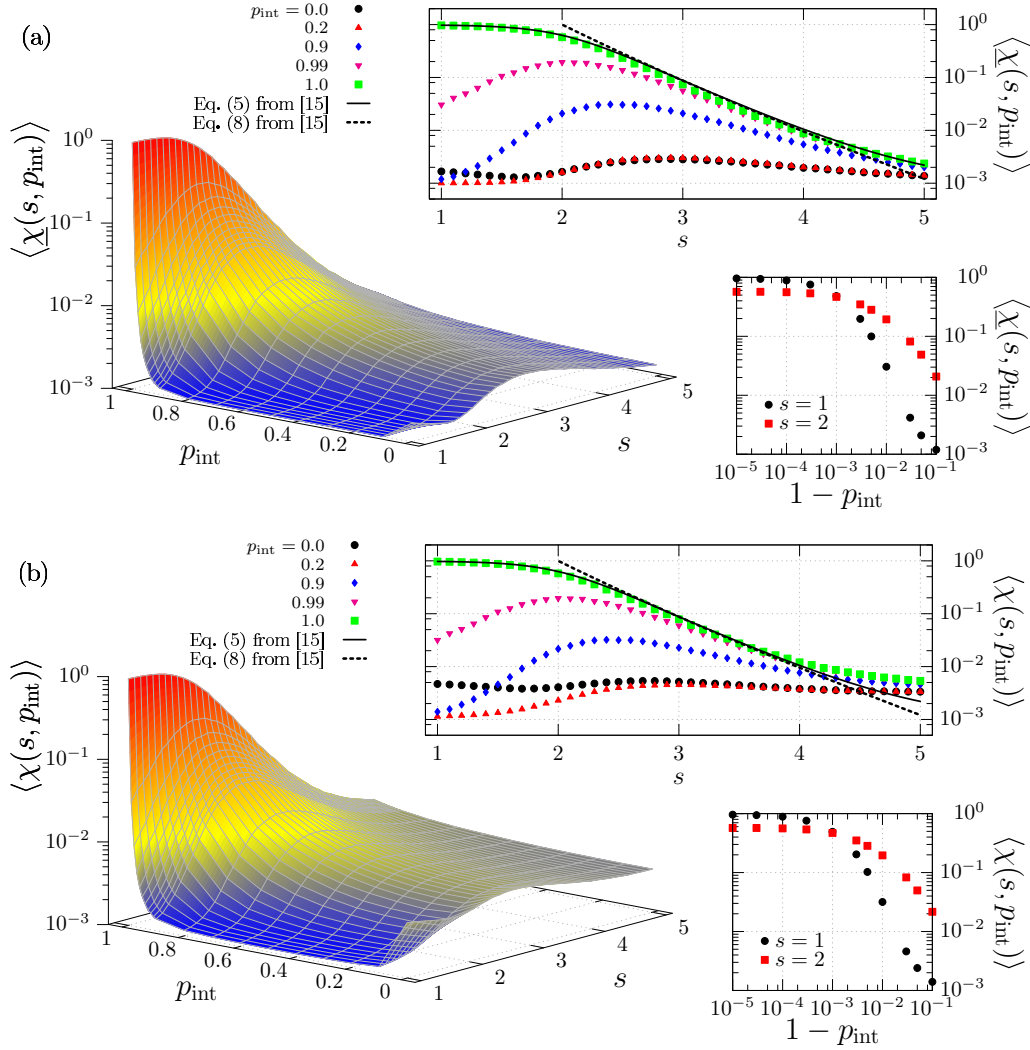 (a)
p_int = 0.0
0.2
0.9
0.99
1.0
Eq. (5) from [15]
Eq. (8) from [15]
10^0
10^-1
10^-2
10^-3
⟨χ̲(s, p_int)⟩
1 2 3 4 5
s
⟨χ̲(s, p_int)⟩
10^0
10^-1
10^-2
10^-3
1 0.8 0.6 0.4 0.2 0
p_int
1 2 3 4 5
s
10^0
10^-1
10^-2
10^-3
⟨χ̲(s, p_int)⟩
s = 1
s = 2
10^-5 10^-4 10^-3 10^-2 10^-1
1 − p_int
(b)
p_int = 0.0
0.2
0.9
0.99
1.0
Eq. (5) from [15]
Eq. (8) from [15]
10^0
10^-1
10^-2
10^-3
⟨χ(s, p_int)⟩
1 2 3 4 5
s
⟨χ(s, p_int)⟩
10^0
10^-1
10^-2
10^-3
1 0.8 0.6 0.4 0.2 0
p_int
1 2 3 4 5
s
10^0
10^-1
10^-2
10^-3
⟨χ(s, p_int)⟩
s = 1
s = 2
10^-5 10^-4 10^-3 10^-2 10^-1
1 − p_int